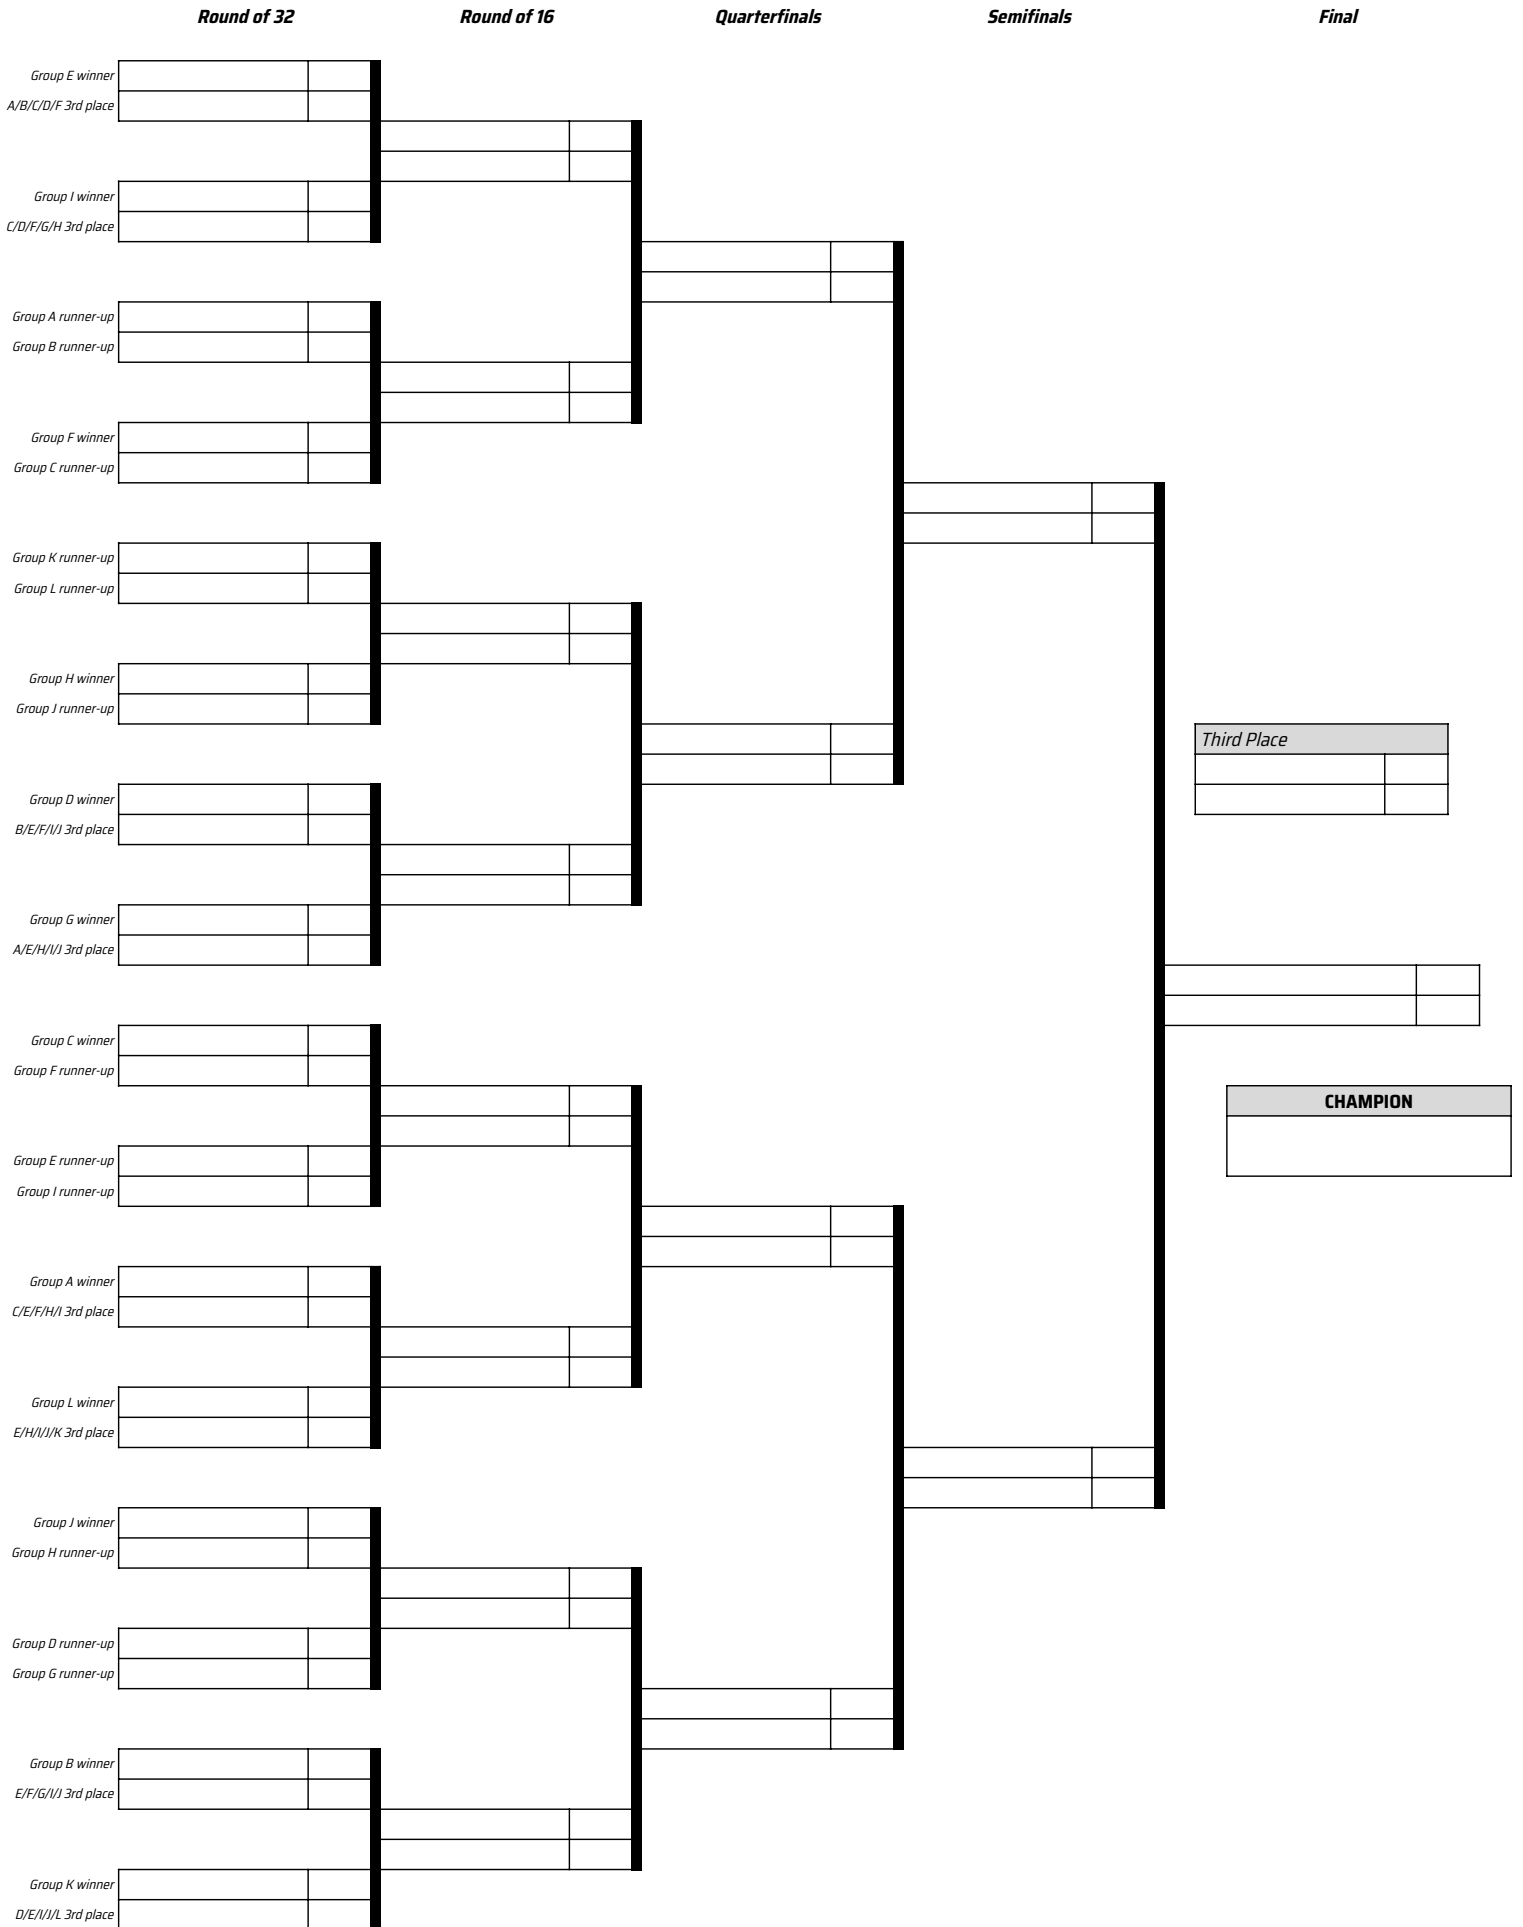 Round of 32 Round of 16 Quarterfinals Semifinals Final
Group E winner
A/B/C/D/F 3rd place
Group I winner
C/D/F/G/H 3rd place
Group A runner-up
Group B runner-up
Group F winner
Group C runner-up
Group K runner-up
Group L runner-up
Group H winner
Group J runner-up
Third Place
Group D winner
B/E/F/I/J 3rd place
Group G winner
A/E/H/I/J 3rd place
Group C winner
Group F runner-up
CHAMPION
Group E runner-up
Group I runner-up
Group A winner
C/E/F/H/I 3rd place
Group L winner
E/H/I/J/K 3rd place
Group J winner
Group H runner-up
Group D runner-up
Group G runner-up
Group B winner
E/F/G/I/J 3rd place
Group K winner
D/E/I/J/L 3rd place